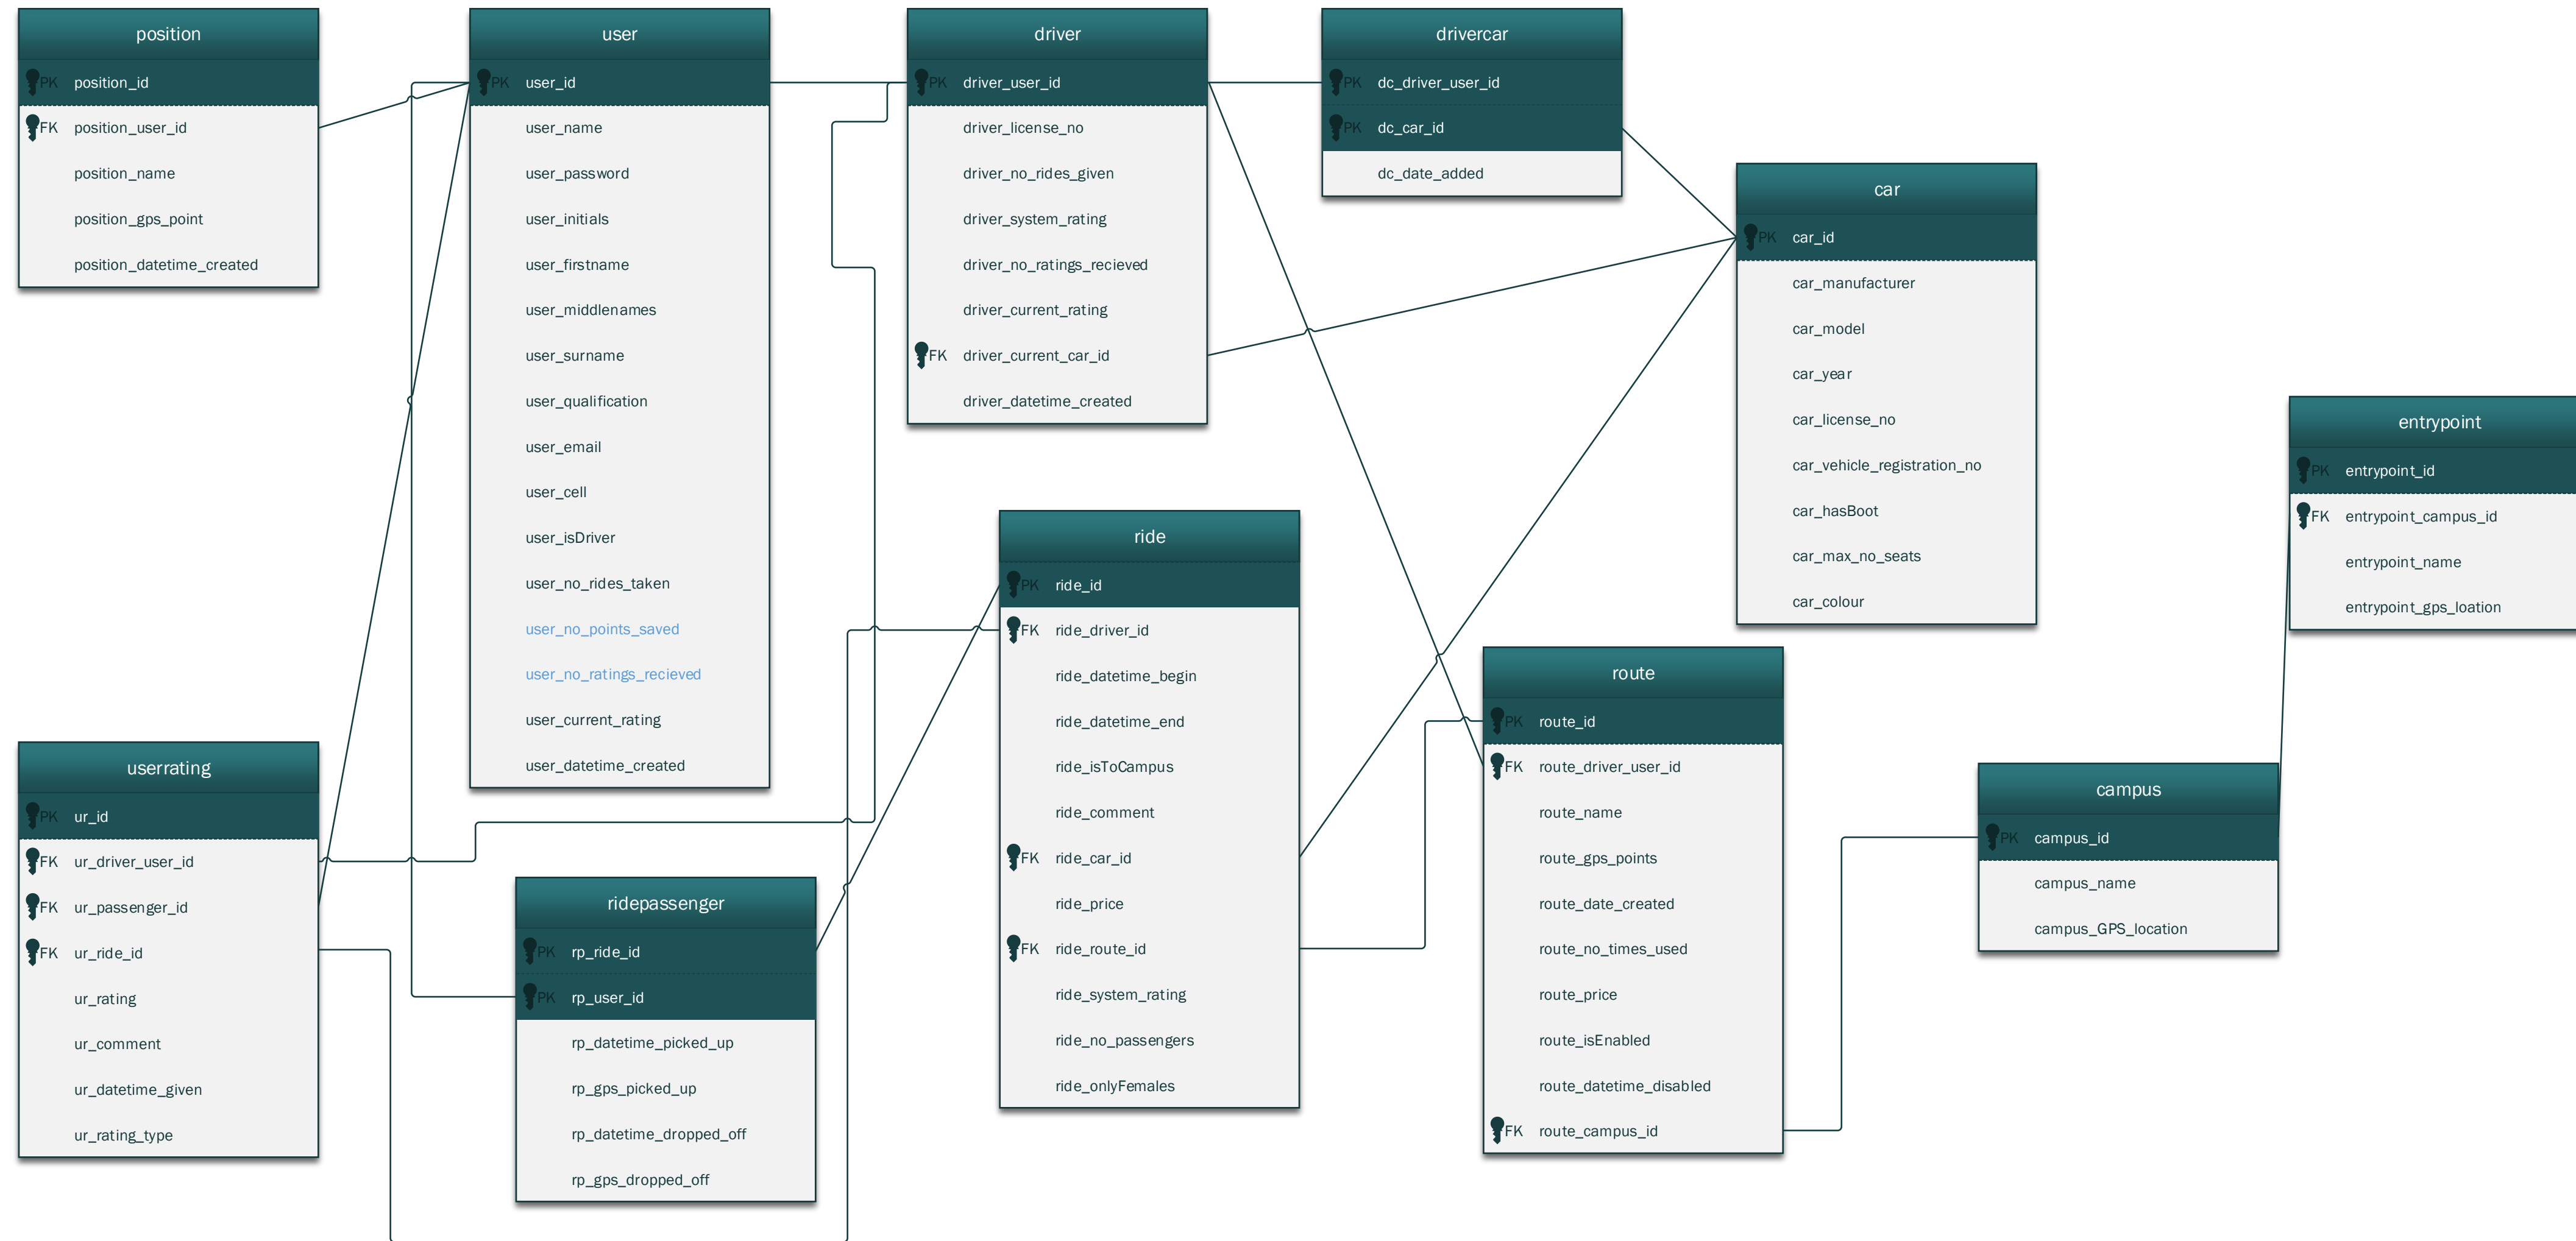 position
PK position_id
FK position_user_id
position_name
position_gps_point
position_datetime_created
user
PK user_id
user_name
user_password
user_initials
user_firstname
user_middlenames
user_surname
user_qualification
user_email
user_cell
user_isDriver
user_no_rides_taken
user_no_points_saved
user_no_ratings_recieved
user_current_rating
user_datetime_created
driver
PK driver_user_id
driver_license_no
driver_no_rides_given
driver_system_rating
driver_no_ratings_recieved
driver_current_rating
FK driver_current_car_id
driver_datetime_created
drivercar
PK dc_driver_user_id
PK dc_car_id
dc_date_added
car
PK car_id
car_manufacturer
car_model
car_year
car_license_no
car_vehicle_registration_no
car_hasBoot
car_max_no_seats
car_colour
entrypoint
PK entrypoint_id
FK entrypoint_campus_id
entrypoint_name
entrypoint_gps_loation
ride
PK ride_id
FK ride_driver_id
ride_datetime_begin
ride_datetime_end
ride_isToCampus
ride_comment
FK ride_car_id
ride_price
FK ride_route_id
ride_system_rating
ride_no_passengers
ride_onlyFemales
route
PK route_id
FK route_driver_user_id
route_name
route_gps_points
route_date_created
route_no_times_used
route_price
route_isEnabled
route_datetime_disabled
FK route_campus_id
campus
PK campus_id
campus_name
campus_GPS_location
userrating
PK ur_id
FK ur_driver_user_id
FK ur_passenger_id
FK ur_ride_id
ur_rating
ur_comment
ur_datetime_given
ur_rating_type
ridepassenger
PK rp_ride_id
PK rp_user_id
rp_datetime_picked_up
rp_gps_picked_up
rp_datetime_dropped_off
rp_gps_dropped_off